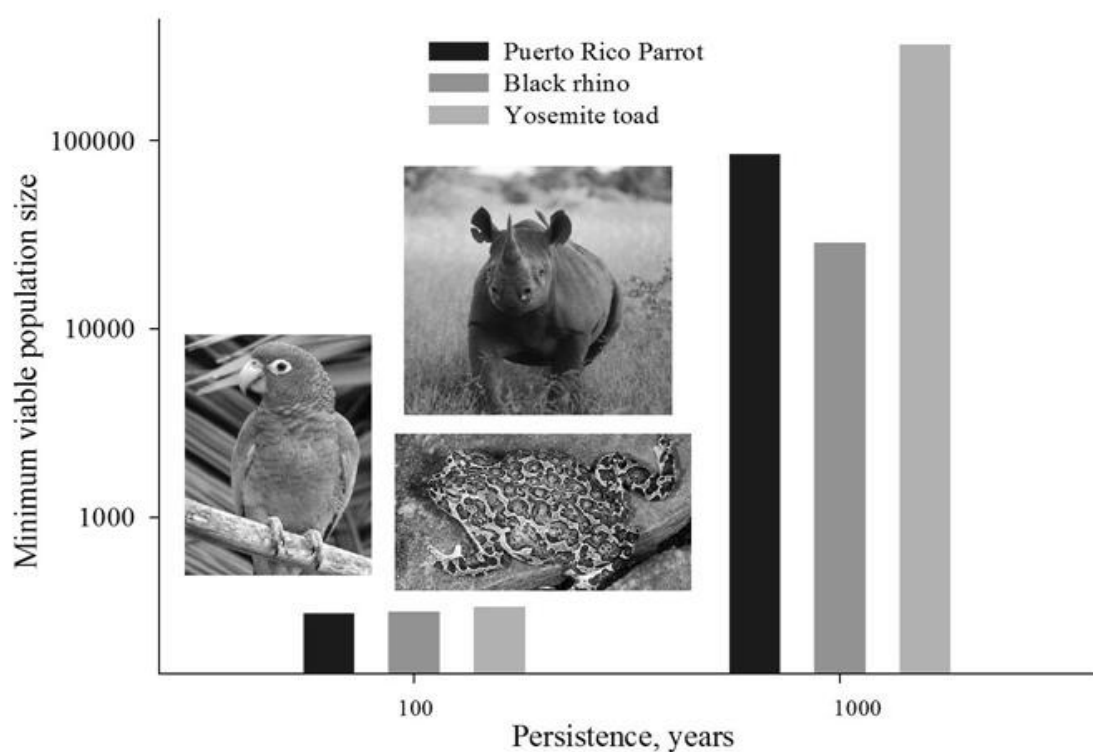 Puerto Rico Parrot
Black rhino
Yosemite toad
Minimum viable population size
100000
10000
1000
100
1000
Persistence, years